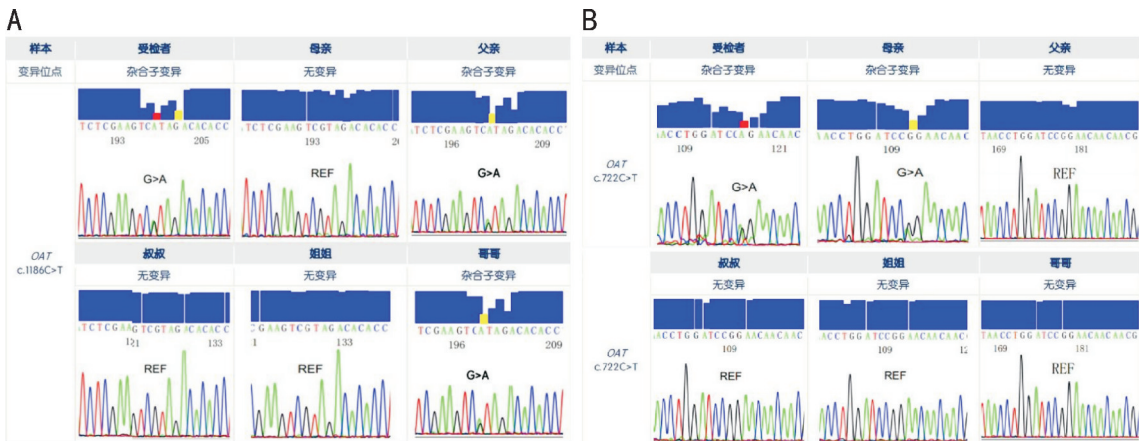 A
样本 受检者 母亲 父亲
变异位点 杂合子变异 无变异 杂合子变异
TCTCGAAGTCATAGACACACC TCTCGAAGTCGTAGACACACC TCTCGAAGTCATAGACACACC
193 205 193 20 196 209
G>A REF G>A
OAT
c.1186C>T
叔叔 姐姐 哥哥
无变异 无变异 杂合子变异
TCTCGAAGTCGTAGACACACC CGAAGTCGTAGACACACC TCGAAGTCATAGACACACC
121 133 133 196 209
REF REF G>A
B
样本 受检者 母亲 父亲
变异位点 杂合子变异 杂合子变异 无变异
ACCTGGATCCAGAACAAC AACCTGGATCCGGAACAAC TAACCTGGATCCGGAACAACAACG
109 121 109 169 181
G>A G>A REF
OAT
c.722C>T
叔叔 姐姐 哥哥
无变异 无变异 无变异
ACCTGGATCCGGAACAACAAC ACCTGGATCCGGAACAACAAC TAACCTGGATCCGGAACAACAACG
109 109 12 169 181
REF REF REF
OAT
c.722C>T